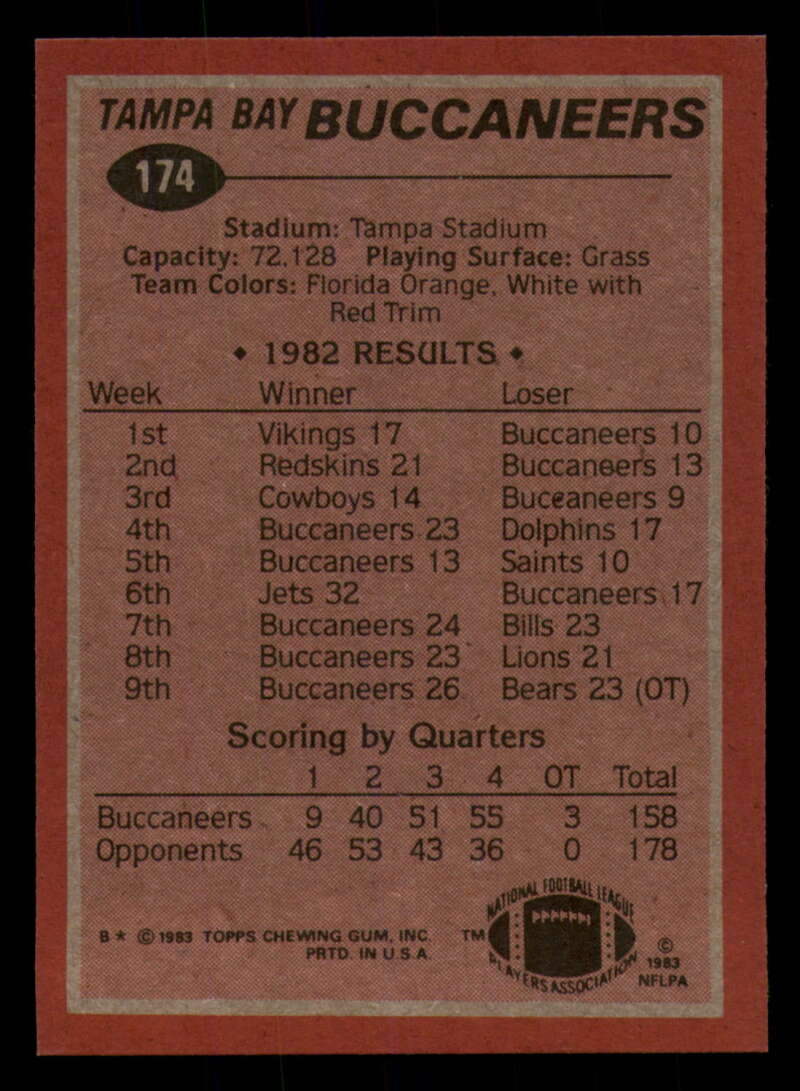 TAMPA BAY BUCCANEERS
174
Stadium: Tampa Stadium
Capacity: 72,128 Playing Surface: Grass
Team Colors: Florida Orange, White with
Red Trim
♦ 1982 RESULTS ♦
Week Winner Loser
1st Vikings 17 Buccaneers 10
2nd Redskins 21 Buccaneers 13
3rd Cowboys 14 Buccaneers 9
4th Buccaneers 23 Dolphins 17
5th Buccaneers 13 Saints 10
6th Jets 32 Buccaneers 17
7th Buccaneers 24 Bills 23
8th Buccaneers 23 Lions 21
9th Buccaneers 26 Bears 23 (OT)
Scoring by Quarters
1 2 3 4 OT Total
Buccaneers 9 40 51 55 3 158
Opponents 46 53 43 36 0 178
B* © 1983 TOPPS CHEWING GUM, INC.
PRTD. IN U.S.A.
TM
NATIONAL FOOTBALL LEAGUE
PLAYERS ASSOCIATION
©
1983
NFLPA